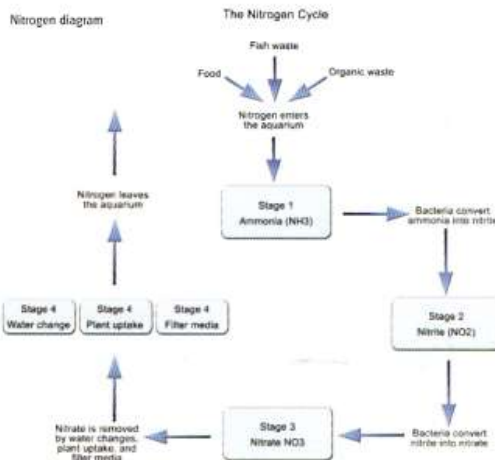 Nitrogen diagram
The Nitrogen Cycle
Fish waste
Food
Organic waste
Nitrogen enters
the aquarium
Stage 1
Ammonia (NH3)
Bacteria convert
ammonia into nitrite
Stage 2
Nitrite (NO2)
Bacteria convert
nitrite into nitrate
Stage 3
Nitrate NO3
Nitrate is removed
by water changes,
plant uptake, and
filter media
Stage 4
Water change
Stage 4
Plant uptake
Stage 4
Filter media
Nitrogen leaves
the aquarium